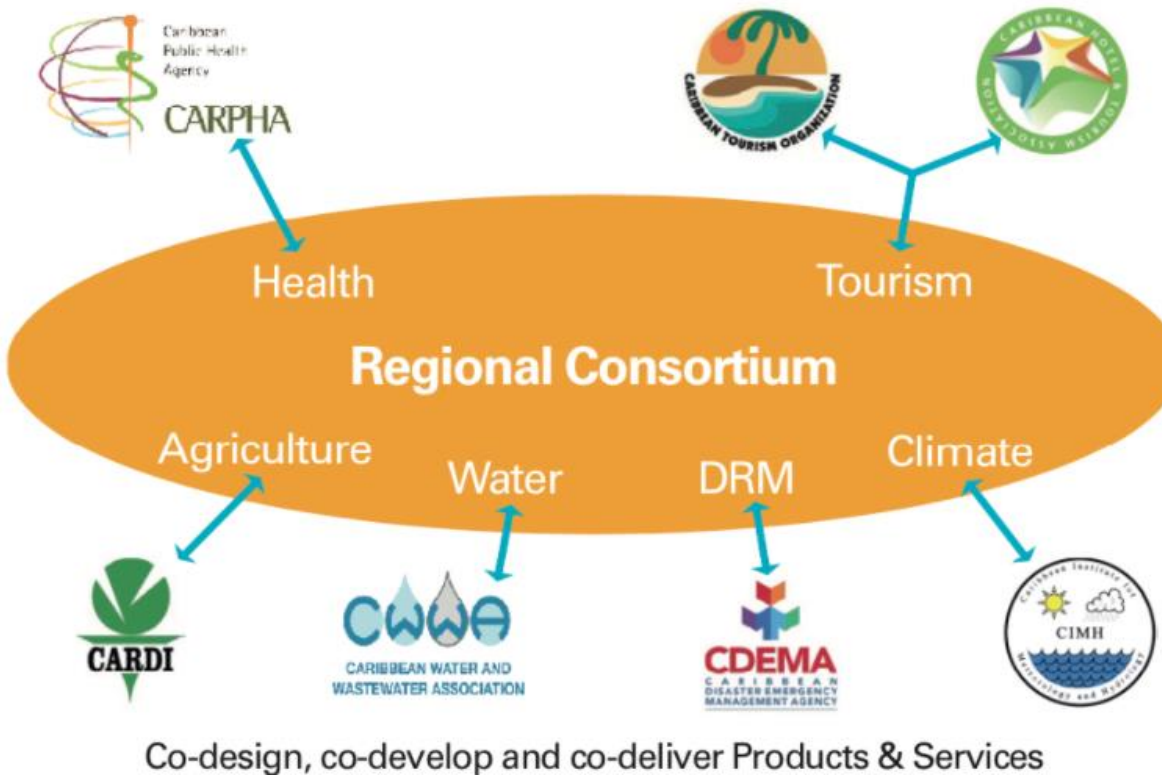 Caribbean
Public Health
Agency
CARPHA
CARIBBEAN TOURISM ORGANIZATION
CARIBBEAN HOTEL & TOURISM ASSOCIATION
Health
Tourism
Regional Consortium
Agriculture
Water
DRM
Climate
CARDI
CWWA
CARIBBEAN WATER AND
WASTEWATER ASSOCIATION
CDEMA
CARIBBEAN
DISASTER EMERGENCY
MANAGEMENT AGENCY
Caribbean Institute for
CIMH
Meteorology and Hydrology
Co-design, co-develop and co-deliver Products & Services